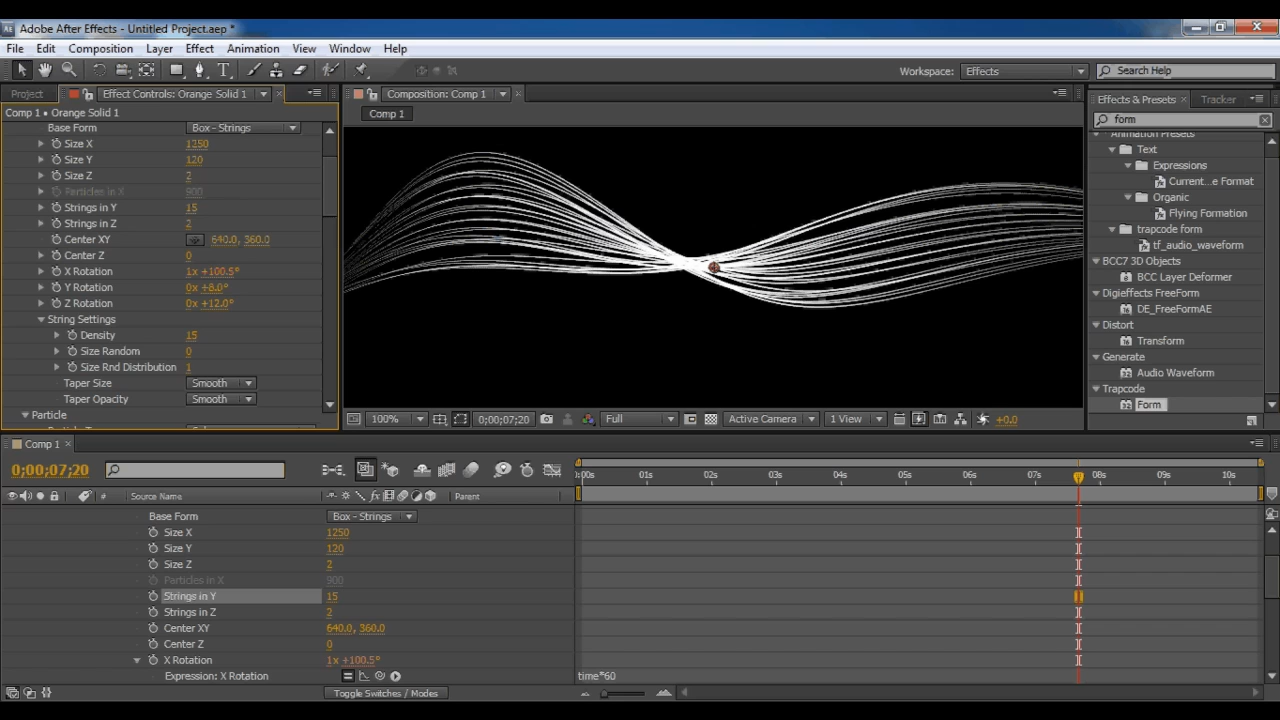 Adobe After Effects - Untitled Project.aep *
File Edit Composition Layer Effect Animation View Window Help
Workspace: Effects Search Help
Project Effect Controls: Orange Solid 1 Composition: Comp 1 Effects & Presets Tracker
Comp 1 • Orange Solid 1 Comp 1 form
Base Form Box - Strings
Size X 1250
Size Y 120
Size Z 2
Particles in X 900
Strings in Y 15
Strings in Z 2
Center XY 640.0, 360.0
Center Z 0
X Rotation 1x +100.5°
Y Rotation 0x +8.0°
Z Rotation 0x +12.0°
String Settings
Density 15
Size Random 0
Size Rnd Distribution 1
Taper Size Smooth
Taper Opacity Smooth
Particle
Animation Presets
Text
Expressions
Current...e Format
Organic
Flying Formation
trapcode form
tf_audio_waveform
BCC7 3D Objects
BCC Layer Deformer
Digieffects FreeForm
DE_FreeFormAE
Distort
Transform
Generate
Audio Waveform
Trapcode
Form
100% 0;00;07;20 Full Active Camera 1 View +0.0
Comp 1
0;00;07;20
:00s 01s 02s 03s 04s 05s 06s 07s 08s 09s 10s
# Source Name Parent
Base Form Box - Strings
Size X 1250
Size Y 120
Size Z 2
Particles in X 900
Strings in Y 15
Strings in Z 2
Center XY 640.0, 360.0
Center Z 0
X Rotation 1x +100.5°
Expression: X Rotation time*60
Toggle Switches / Modes